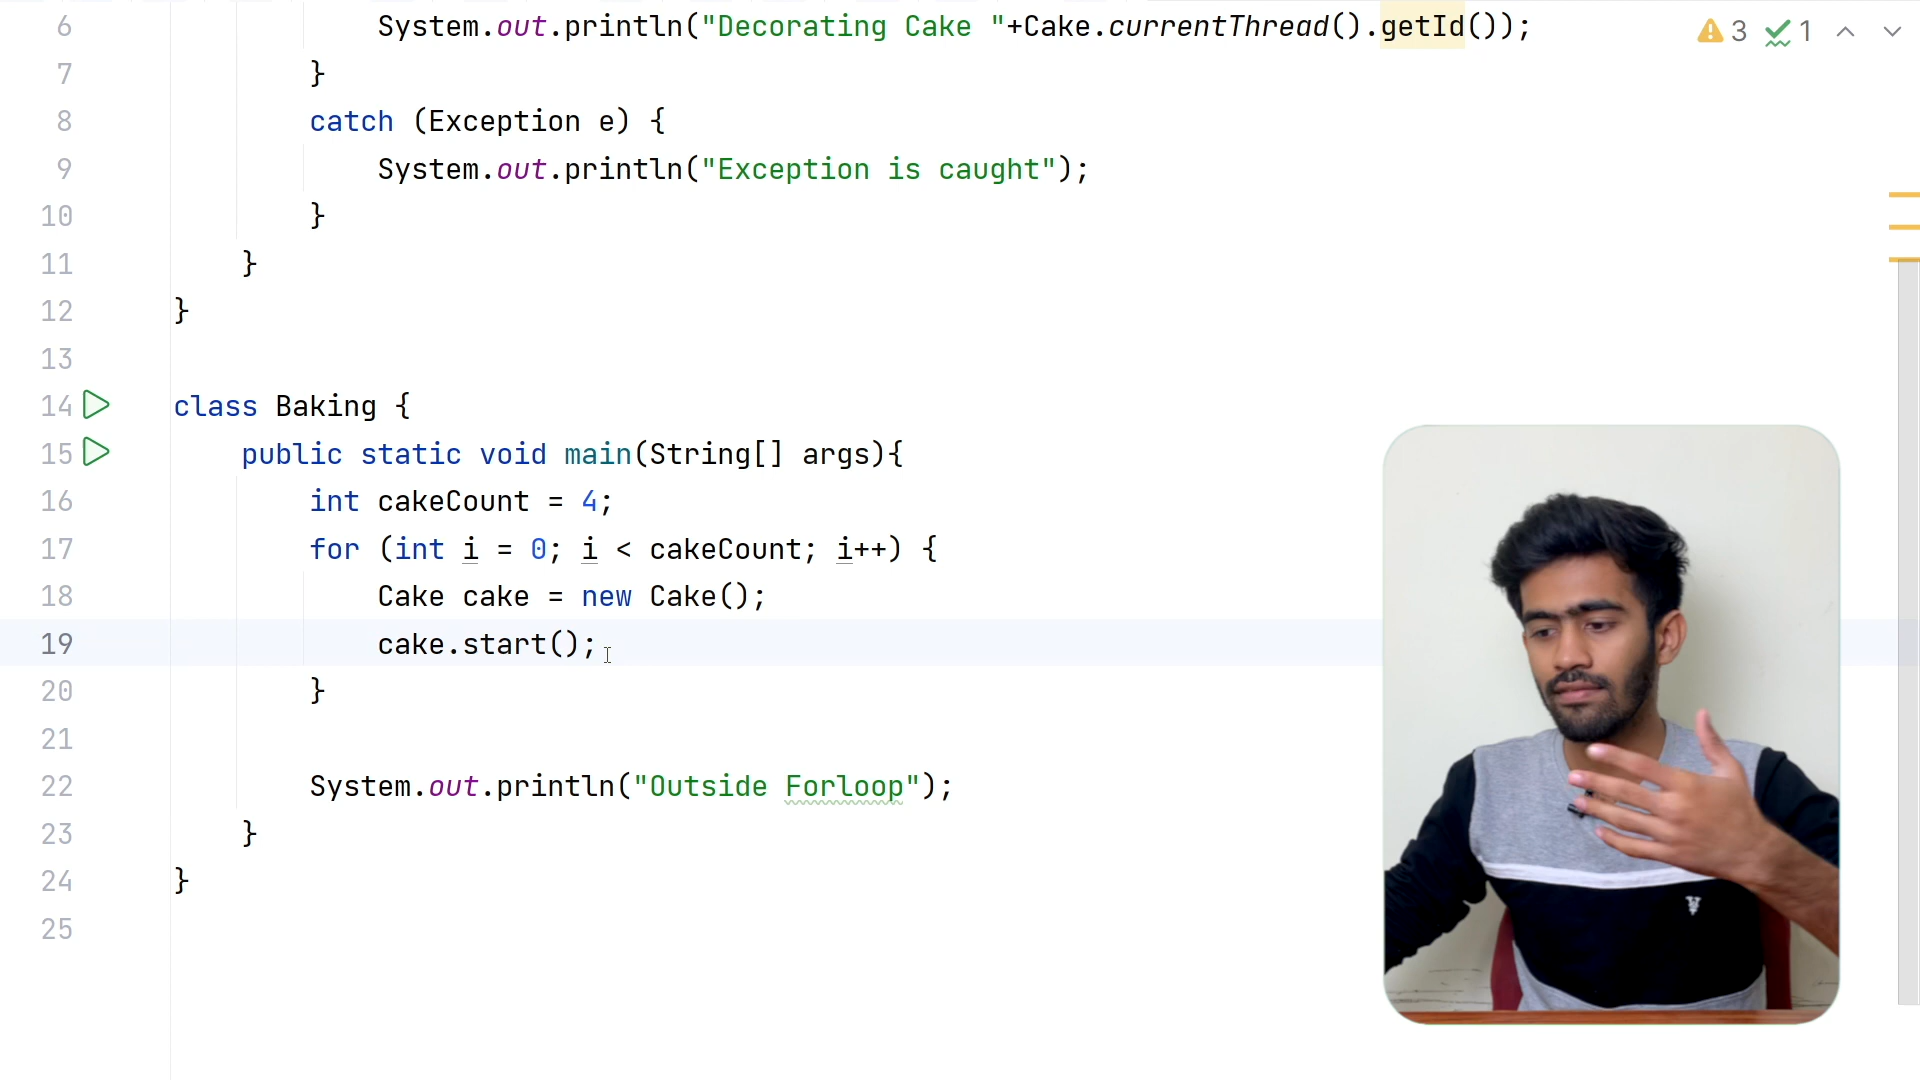 6 System.out.println("Decorating Cake "+Cake.currentThread().getId());
3 1
7 }
8 catch (Exception e) {
9 System.out.println("Exception is caught");
10 }
11 }
12 }
13
14 class Baking {
15 public static void main(String[] args){
16 int cakeCount = 4;
17 for (int i = 0; i < cakeCount; i++) {
18 Cake cake = new Cake();
19 cake.start();
20 }
21
22 System.out.println("Outside Forloop");
23 }
24 }
25